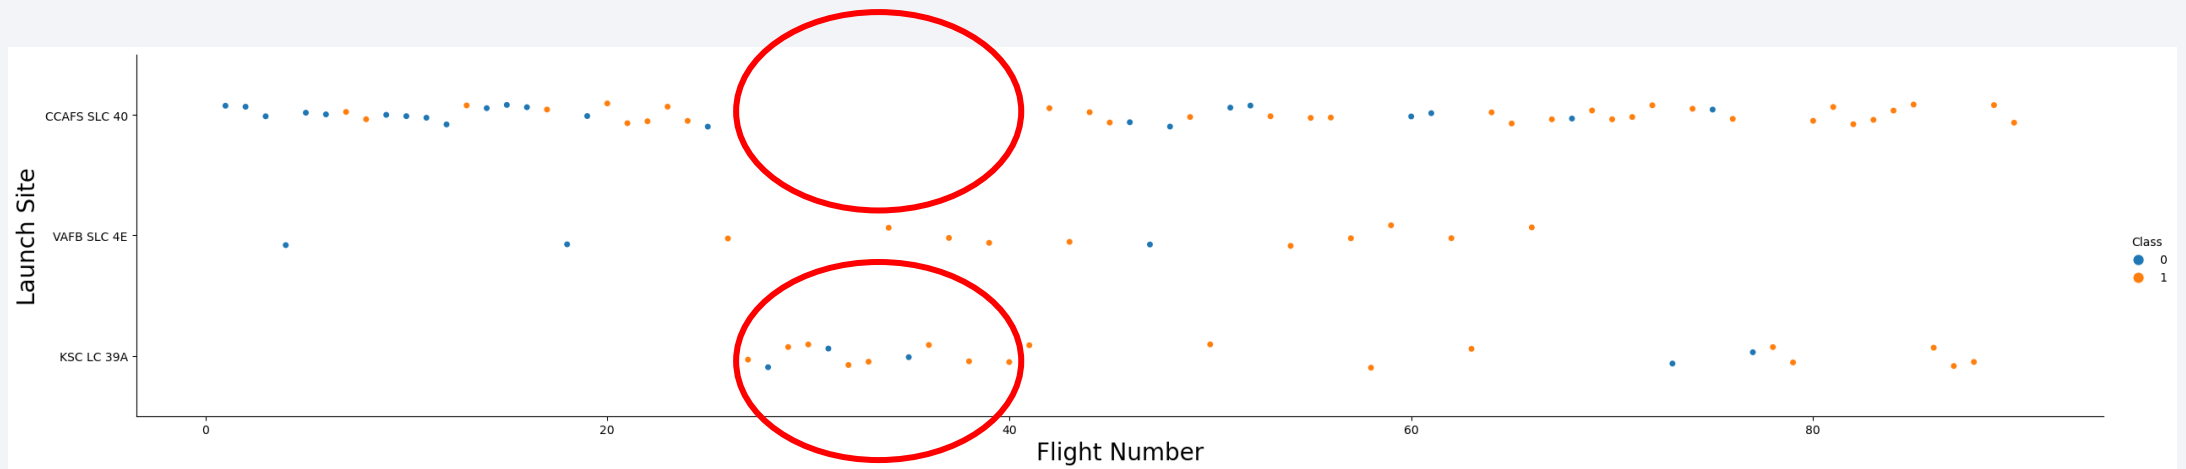 CCAFS SLC 40
VAFB SLC 4E
KSC LC 39A
Launch Site
0 20 40 60 80
Flight Number
Class
0
1